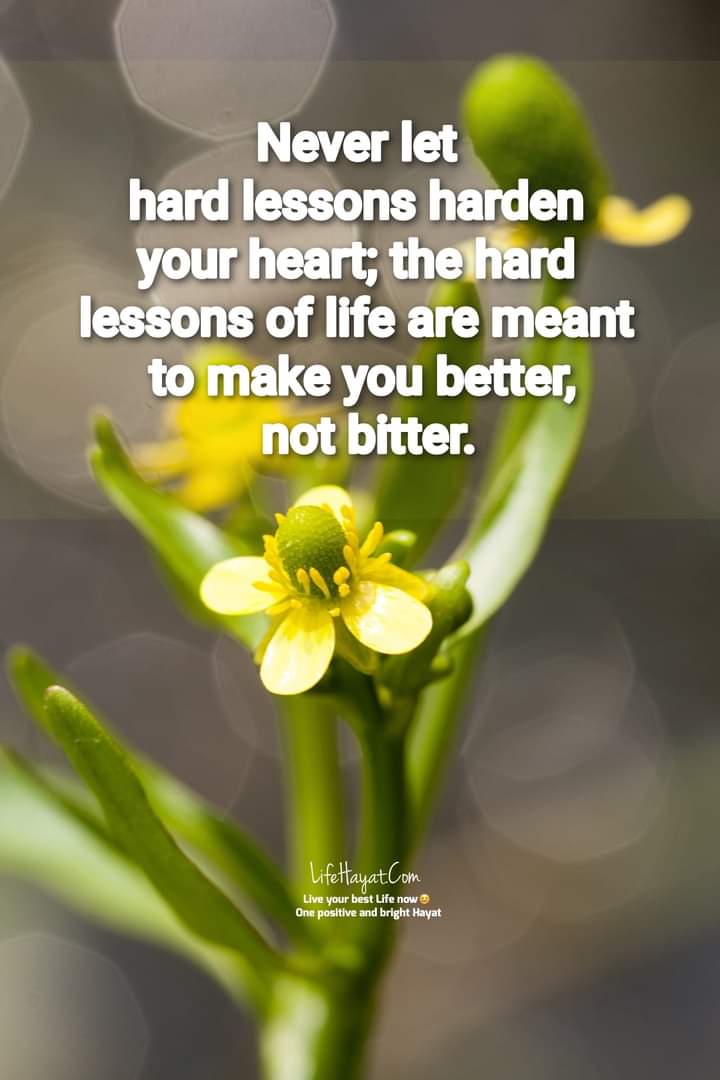 Never let
hard lessons harden
your heart; the hard
lessons of life are meant
to make you better,
not bitter.
LifeHayat.Com
Live your best Life now😃
One positive and bright Hayat